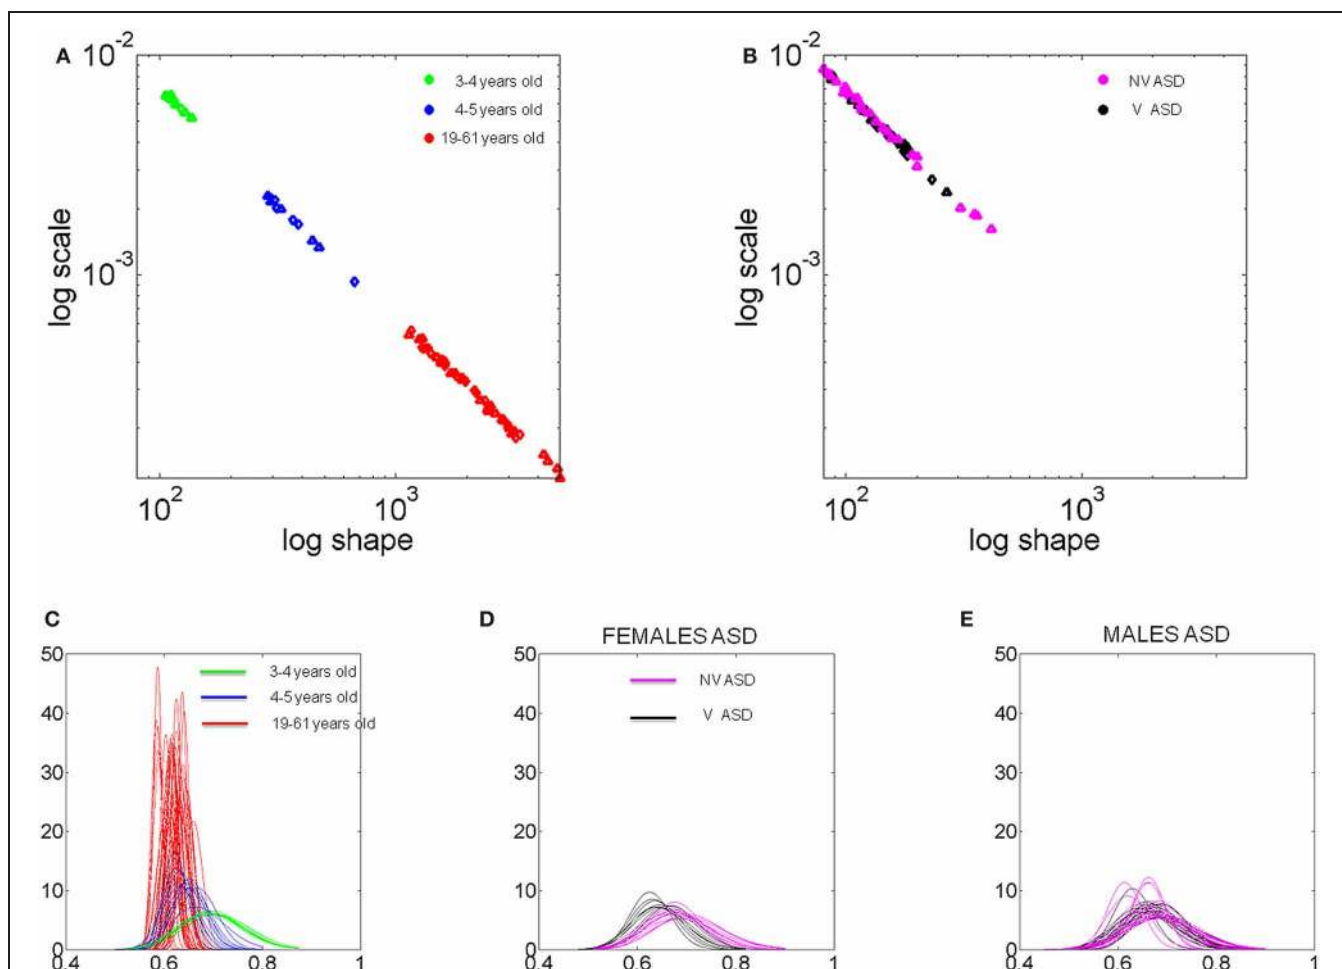 A
10^-2
3-4 years old
4-5 years old
19-61 years old
log scale
10^-3
10^2
10^3
log shape
B
10^-2
NV ASD
V ASD
log scale
10^-3
10^2
10^3
log shape
C
50
40
30
20
10
0
0.4
0.6
0.8
1
3-4 years old
4-5 years old
19-61 years old
D
FEMALES ASD
50
40
30
20
10
0
0.4
0.6
0.8
1
NV ASD
V ASD
E
MALES ASD
50
40
30
20
10
0
0.4
0.6
0.8
1